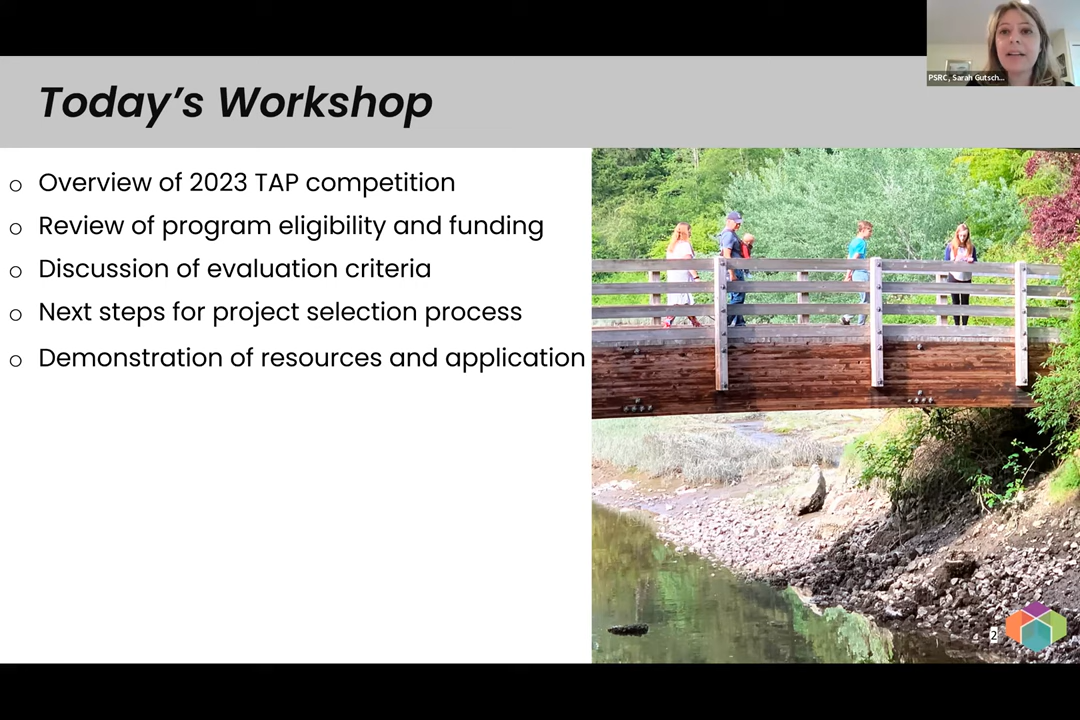 PSRC, Sarah Gutsch...
Today's Workshop
Overview of 2023 TAP competition
Review of program eligibility and funding
Discussion of evaluation criteria
Next steps for project selection process
Demonstration of resources and application
2